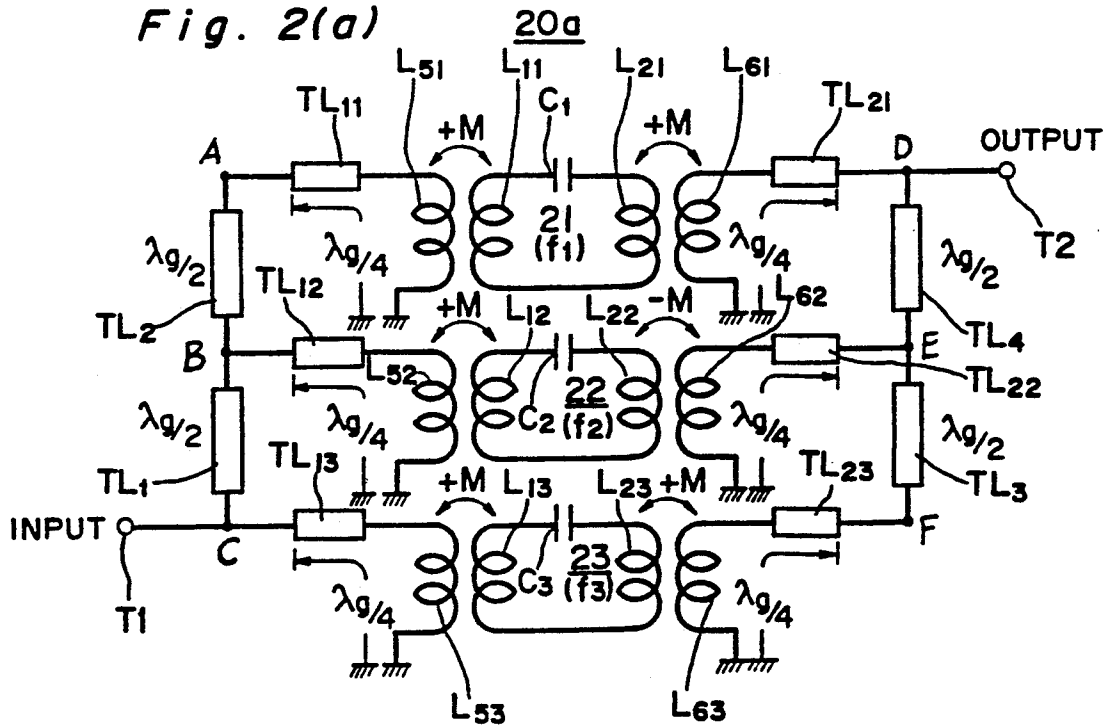 Fig. 2(a)
20a
L51
L11
L21
L61
TL11
C1
TL21
+M
+M
A
D
OUTPUT
T2
21
(f1)
λg/2
λg/4
λg/4
λg/2
TL12
L62
TL2
+M
L12
L22
-M
TL4
B
E
L52
TL22
C2
22
(f2)
λg/2
λg/4
λg/4
λg/2
TL13
TL23
TL1
+M
L13
L23
+M
TL3
INPUT
C
F
T1
C3
23
(f3)
λg/4
λg/4
L53
L63